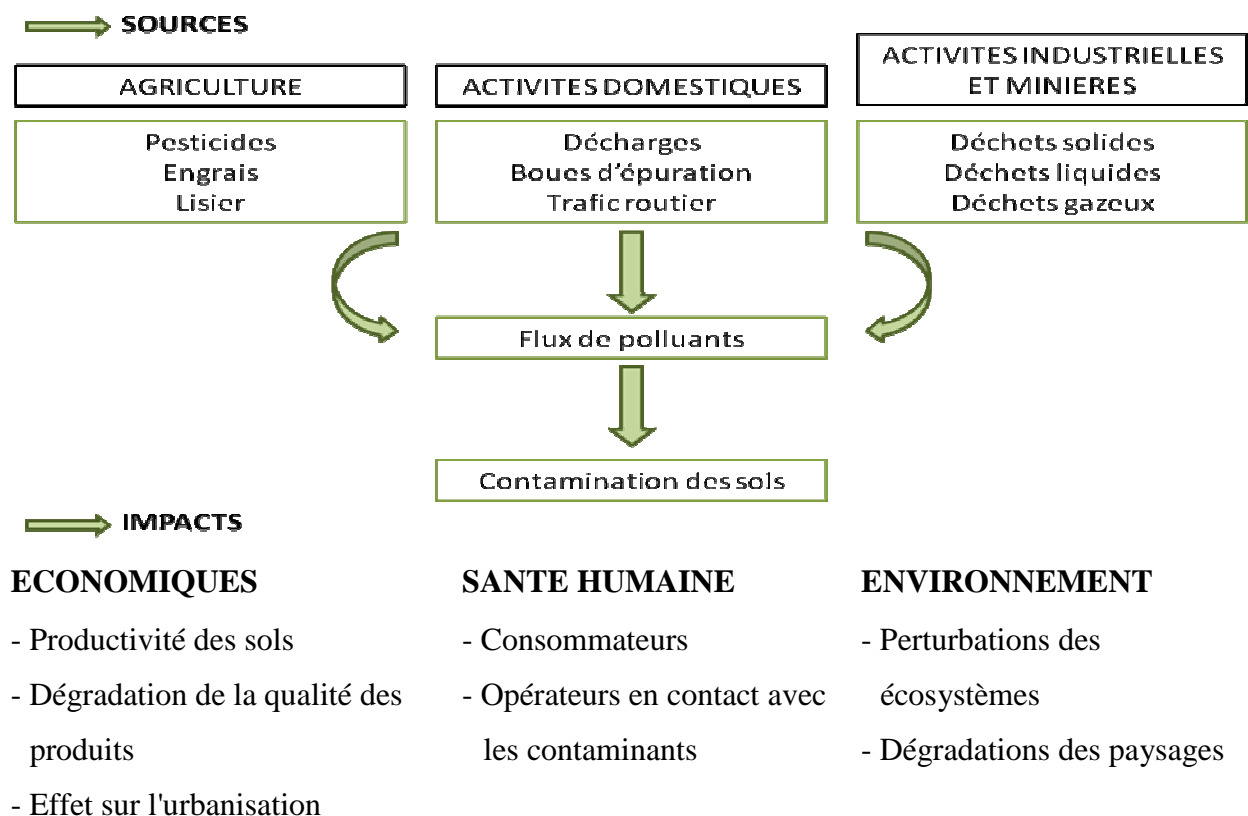 SOURCES
AGRICULTURE
Pesticides
Engrais
Lisier
ACTIVITES DOMESTIQUES
Décharges
Boues d'épuration
Trafic routier
ACTIVITES INDUSTRIELLES
ET MINIERES
Déchets solides
Déchets liquides
Déchets gazeux
Flux de polluants
Contamination des sols
IMPACTS
ECONOMIQUES
- Productivité des sols
- Dégradation de la qualité des
produits
- Effet sur l'urbanisation
SANTE HUMAINE
- Consommateurs
- Opérateurs en contact avec
les contaminants
ENVIRONNEMENT
- Perturbations des
écosystèmes
- Dégradations des paysages